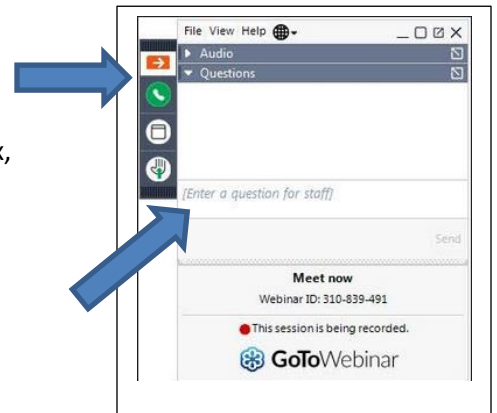 File View Help
Audio
Questions
x,
[Enter a question for staff]
Send
Meet now
Webinar ID: 310-839-491
This session is being recorded.
GoToWebinar